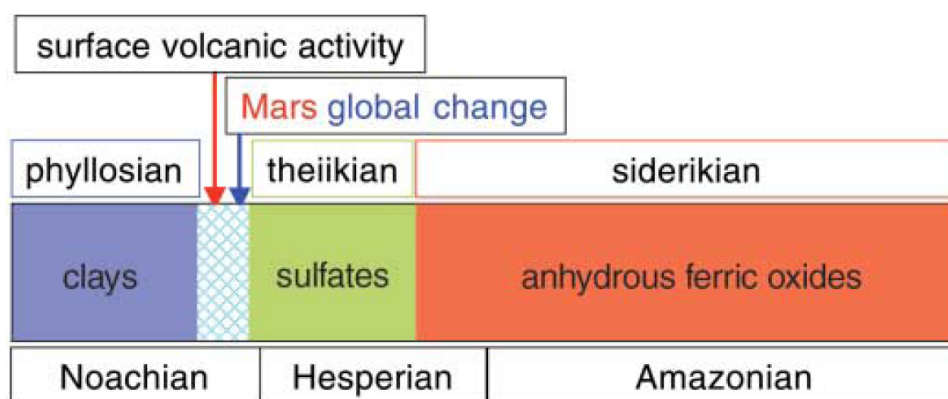 surface volcanic activity
Mars global change
phyllosian
theiikian
siderikian
clays
sulfates
anhydrous ferric oxides
Noachian
Hesperian
Amazonian